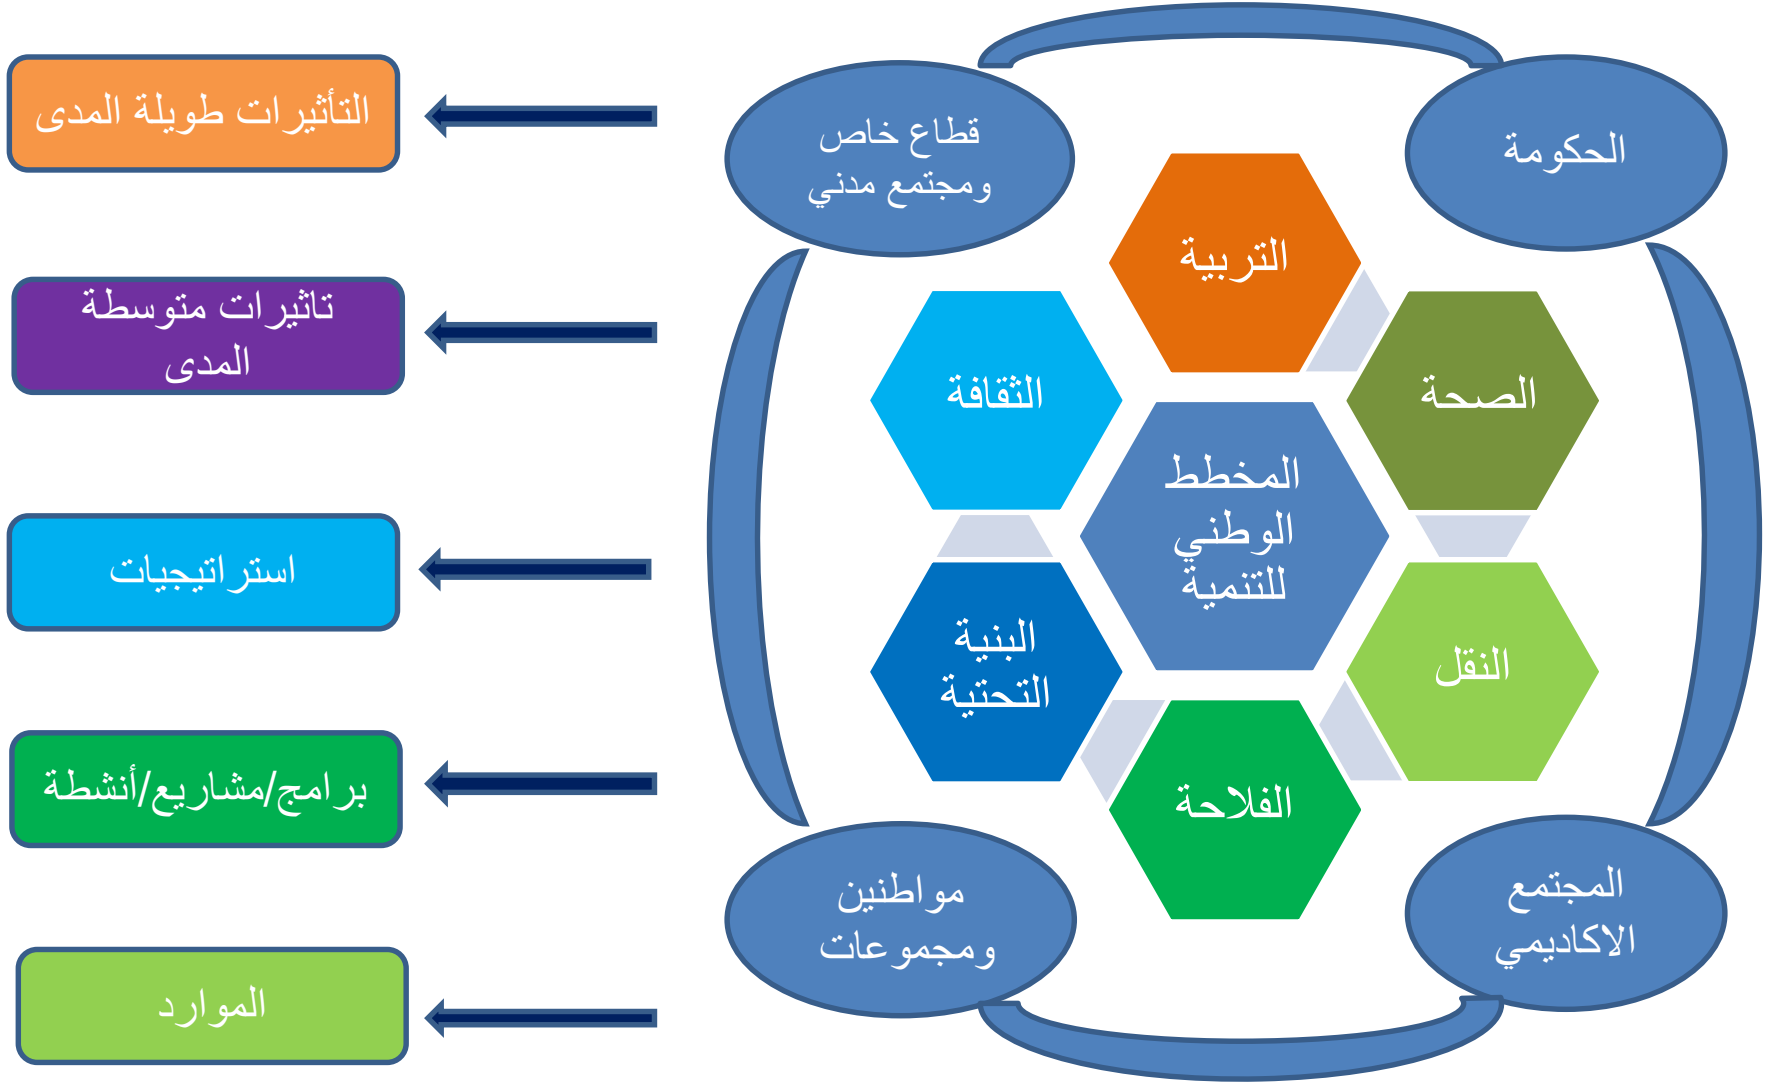 الحكومة
قطاع خاص
ومجتمع مدني
التأثيرات طويلة المدى
التربية
الصحة
الثقافة
تاثيرات متوسطة
المدى
المخطط
الوطني
للتنمية
استراتيجيات
النقل
البنية
التحتية
الفلاحة
برامج/مشاريع/أنشطة
المجتمع
الاكاديمي
مواطنين
ومجموعات
الموارد